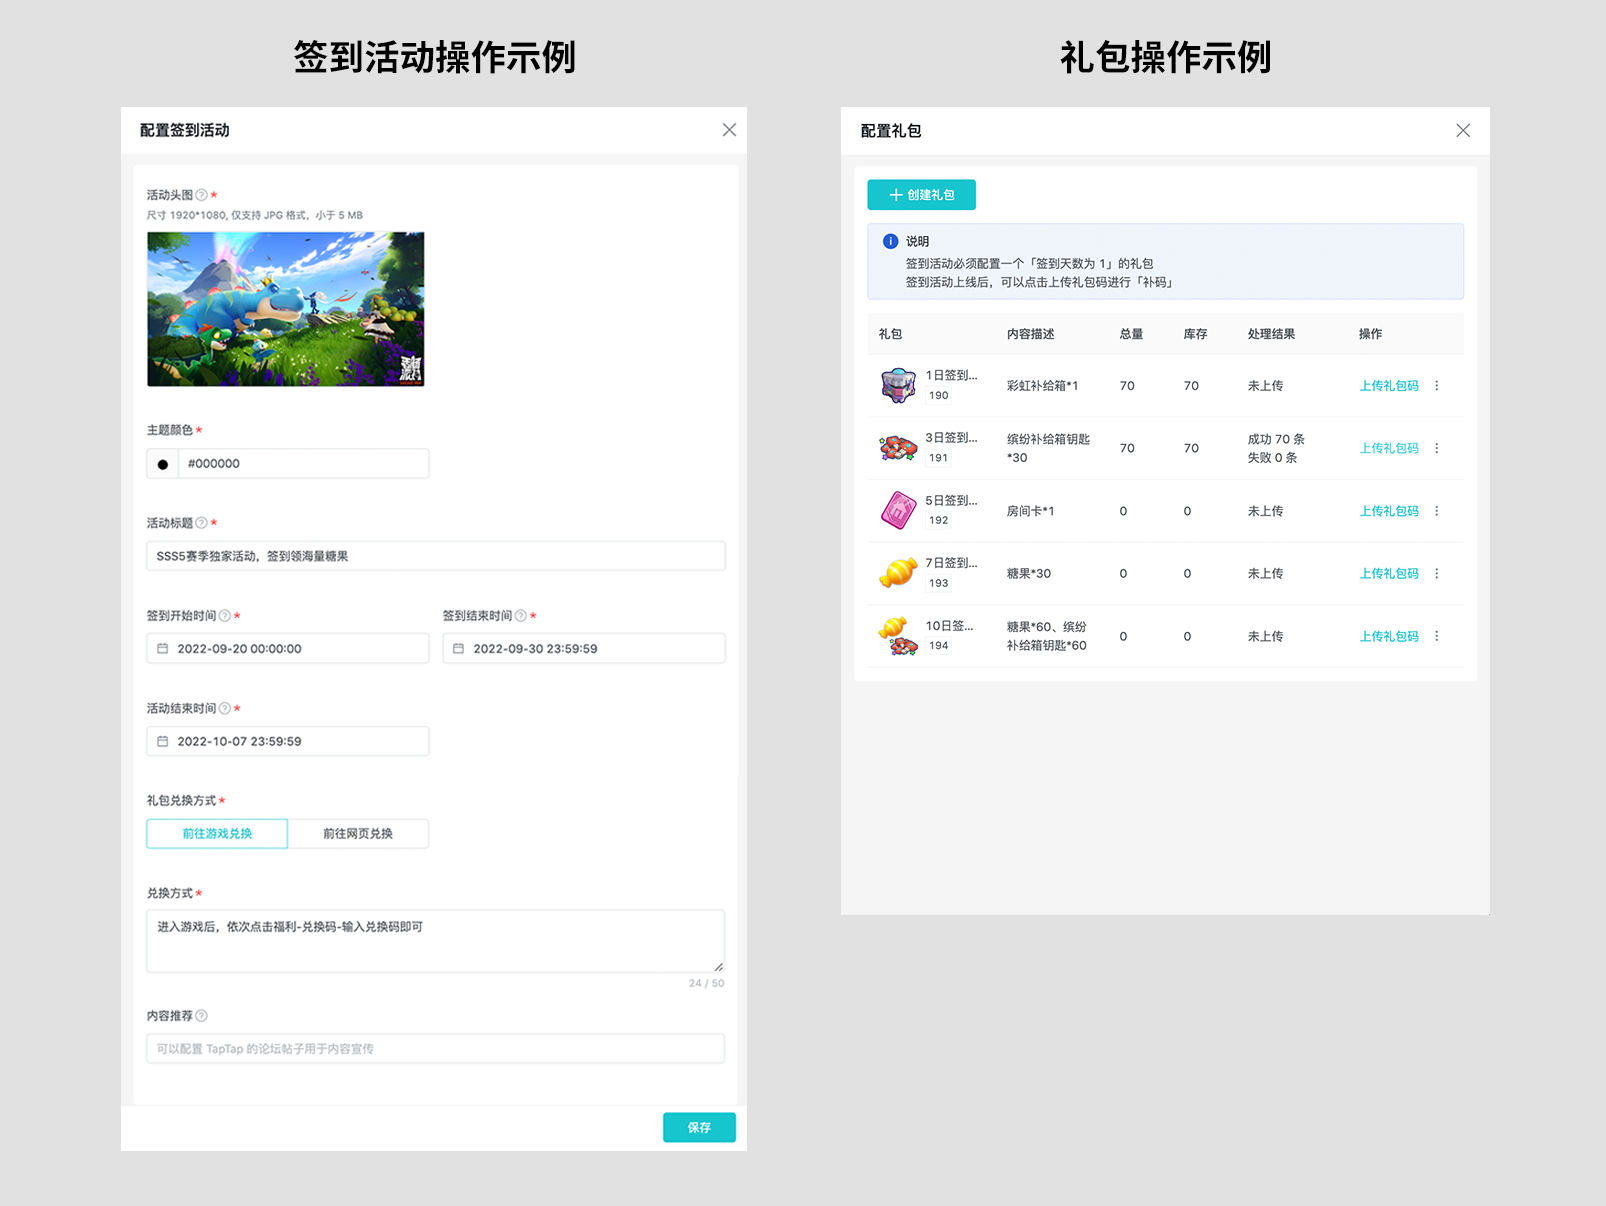 签到活动操作示例
配置签到活动
活动头图 *
尺寸 1920*1080, 仅支持 JPG 格式，小于 5 MB
主题颜色 *
#000000
活动标题 *
SSS5赛季独家活动，签到领海量糖果
签到开始时间 *
签到结束时间 *
2022-09-20 00:00:00
2022-09-30 23:59:59
活动结束时间 *
2022-10-07 23:59:59
礼包兑换方式 *
前往游戏兑换
前往网页兑换
兑换方式 *
进入游戏后，依次点击福利-兑换码-输入兑换码即可
24 / 50
内容推荐
可以配置 TapTap 的论坛帖子用于内容宣传
保存
礼包操作示例
配置礼包
创建礼包
说明
签到活动必须配置一个「签到天数为 1」的礼包
签到活动上线后，可以点击上传礼包码进行「补码」
礼包 内容描述 总量 库存 处理结果 操作
1日签到...
190
彩虹补给箱*1
70
70
未上传
上传礼包码
3日签到...
191
缤纷补给箱钥匙
*30
70
70
成功 70 条
失败 0 条
上传礼包码
5日签到...
192
房间卡*1
0
0
未上传
上传礼包码
7日签到...
193
糖果*30
0
0
未上传
上传礼包码
10日签...
194
糖果*60、缤纷
补给箱钥匙*60
0
0
未上传
上传礼包码